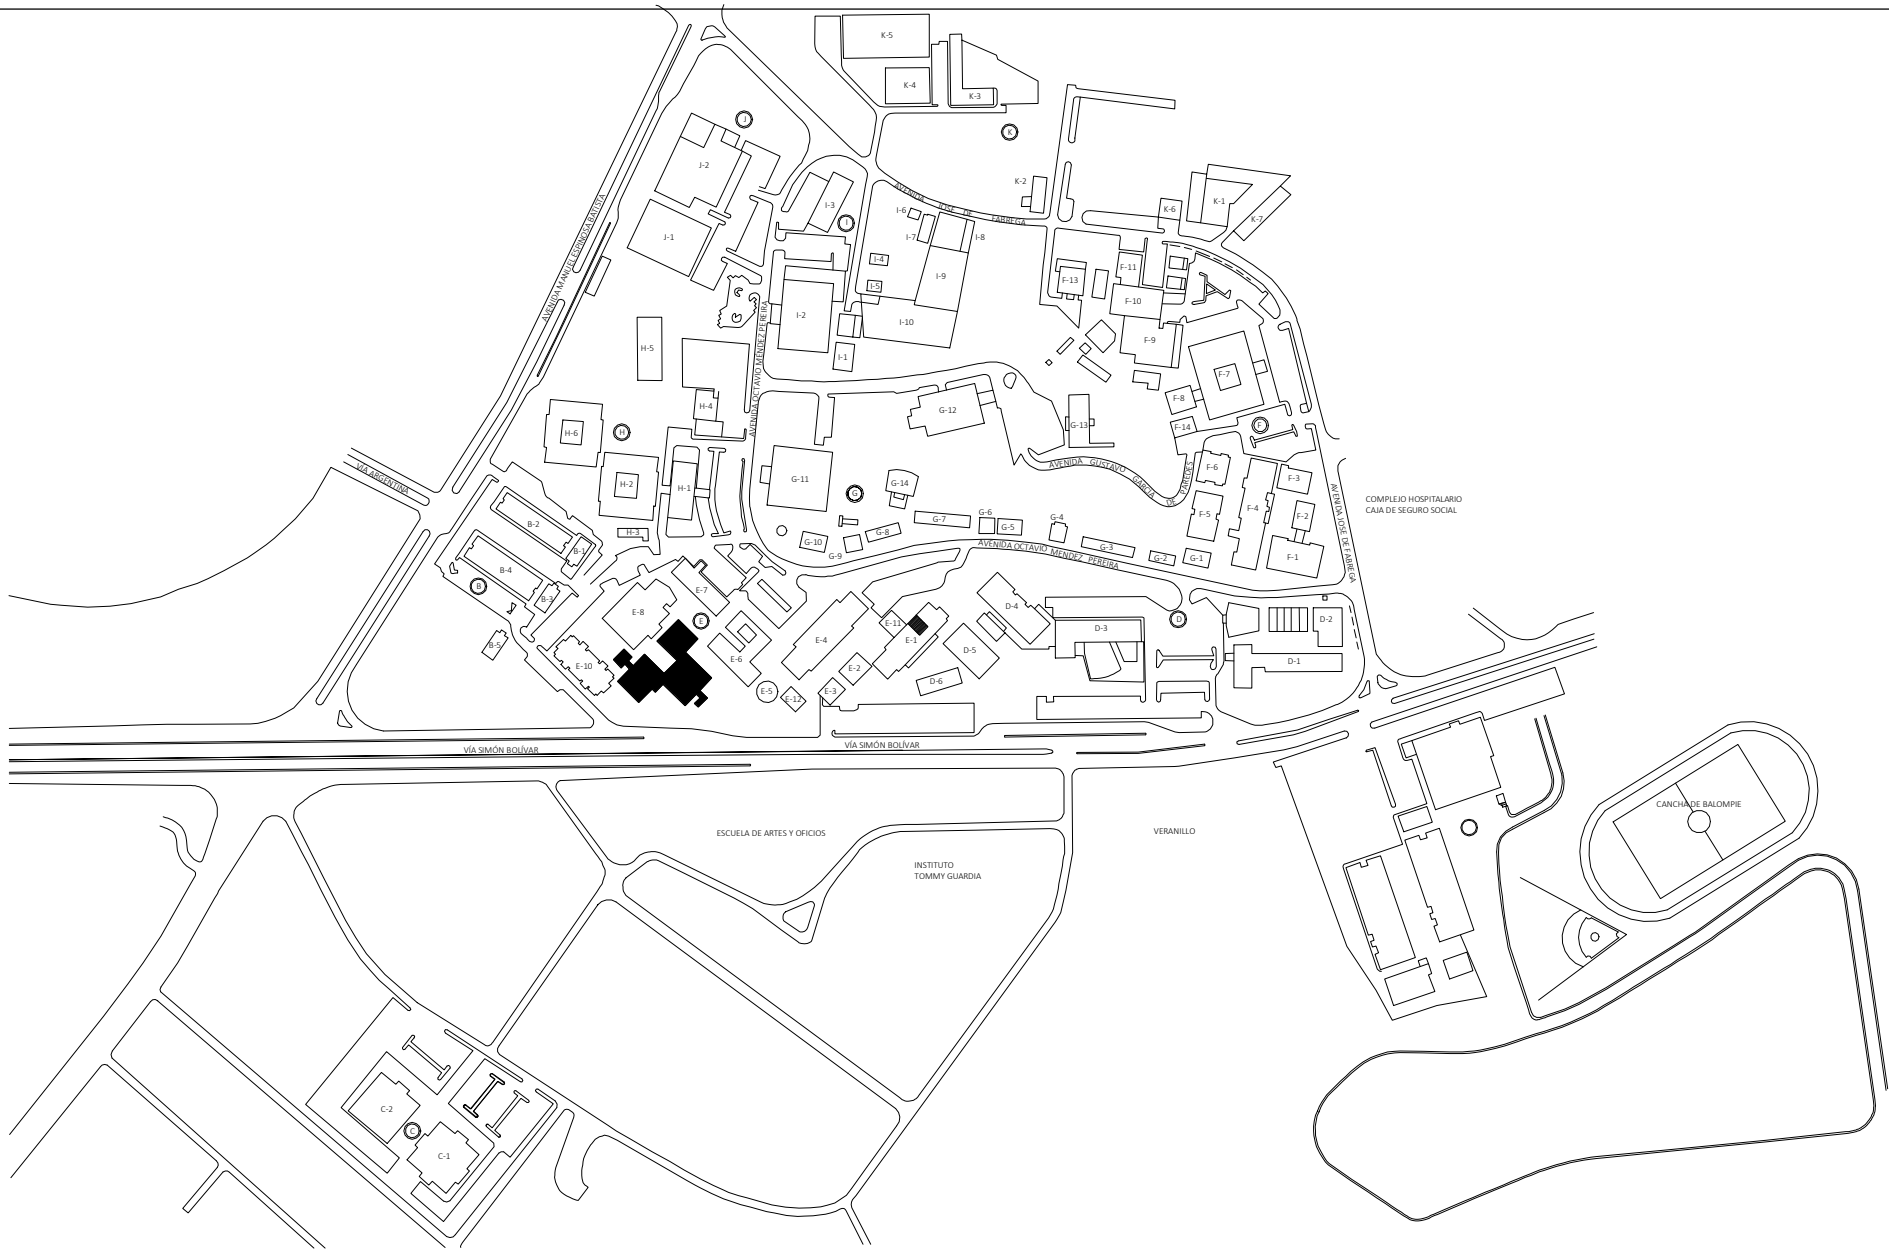 K-5
K-4
K-3
J
K
J-2
K-2
AVENIDA JOSE DE FABREGA
I-3
I-6
K-6
K-1
K-7
I
J-1
I-7
I-8
AVENIDA MANUEL ESPINOSA BATISTA
I-4
I-9
F-11
F-13
I-5
F-10
I-2
I-10
AVENIDA OCTAVIO MENDEZ PEREIRA
H-5
I-1
F-9
F-7
H-4
G-12
F-8
G-13
F-14
F
H-6
H
AVENIDA GUSTAVO GARCIA DE PAREDES
F-6
VÍA ARGENTINA
H-2
H-1
G-11
G-14
G
F-3
AVENIDA JOSE DE FABREGA
COMPLEJO HOSPITALARIO
CAJA DE SEGURO SOCIAL
F-4
F-5
F-2
B-2
G-7
G-6
G-5
G-4
H-3
G-10
G-8
G-9
AVENIDA OCTAVIO MENDEZ PEREIRA
G-3
G-2
G-1
F-1
B-1
B-4
B
B-3
E-7
E-8
E
E-11
E-4
E-1
D-4
D-3
D
D-2
B-5
E-10
E-6
E-2
D-5
D-1
D-6
E-5
E-12
E-3
VÍA SIMÓN BOLÍVAR
VÍA SIMÓN BOLÍVAR
ESCUELA DE ARTES Y OFICIOS
VERANILLO
CANCHA DE BALOMPIE
INSTITUTO
TOMMY GUARDIA
C-2
C
C-1